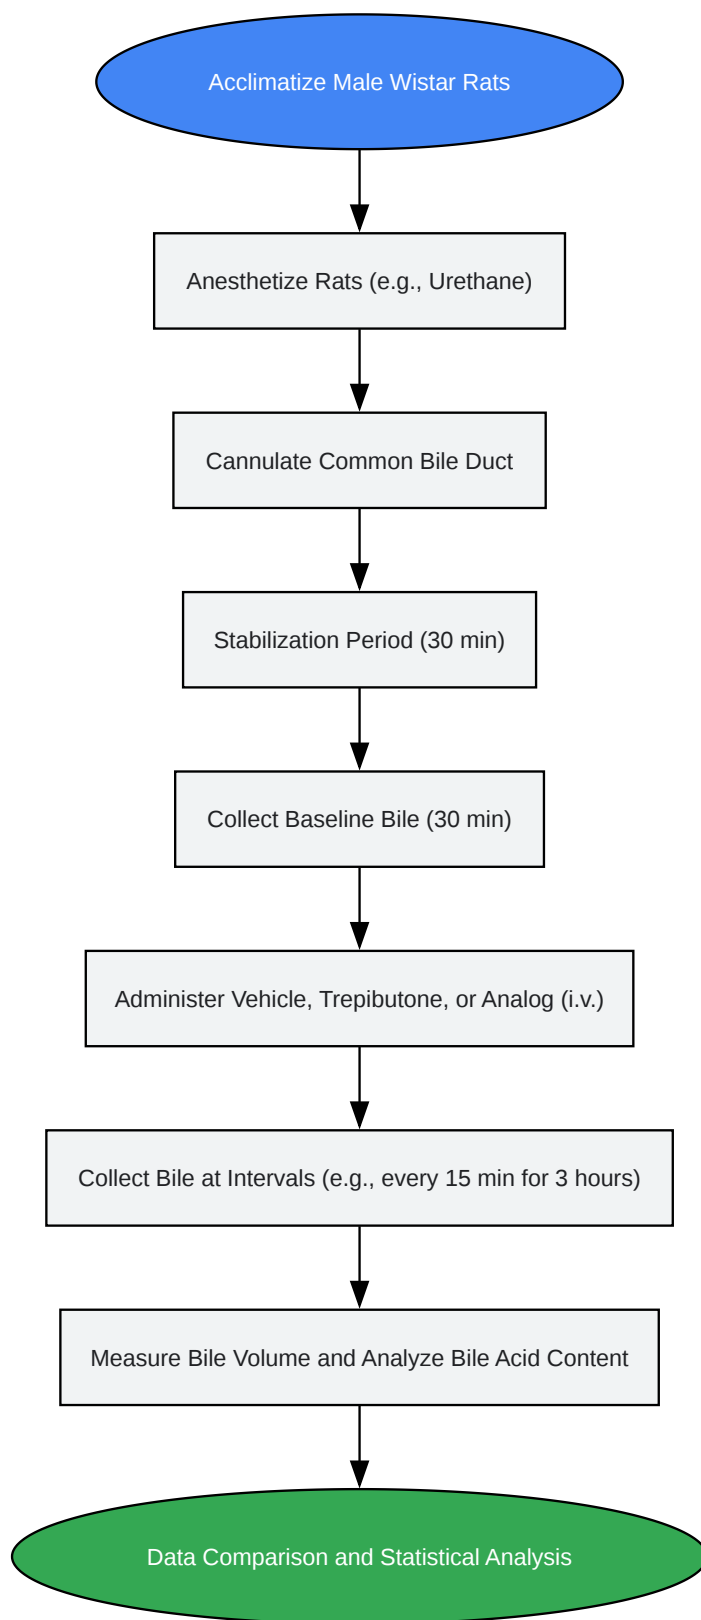 Acclimatize Male Wistar Rats
Anesthetize Rats (e.g., Urethane)
Cannulate Common Bile Duct
Stabilization Period (30 min)
Collect Baseline Bile (30 min)
Administer Vehicle, Trepibutone, or Analog (i.v.)
Collect Bile at Intervals (e.g., every 15 min for 3 hours)
Measure Bile Volume and Analyze Bile Acid Content
Data Comparison and Statistical Analysis